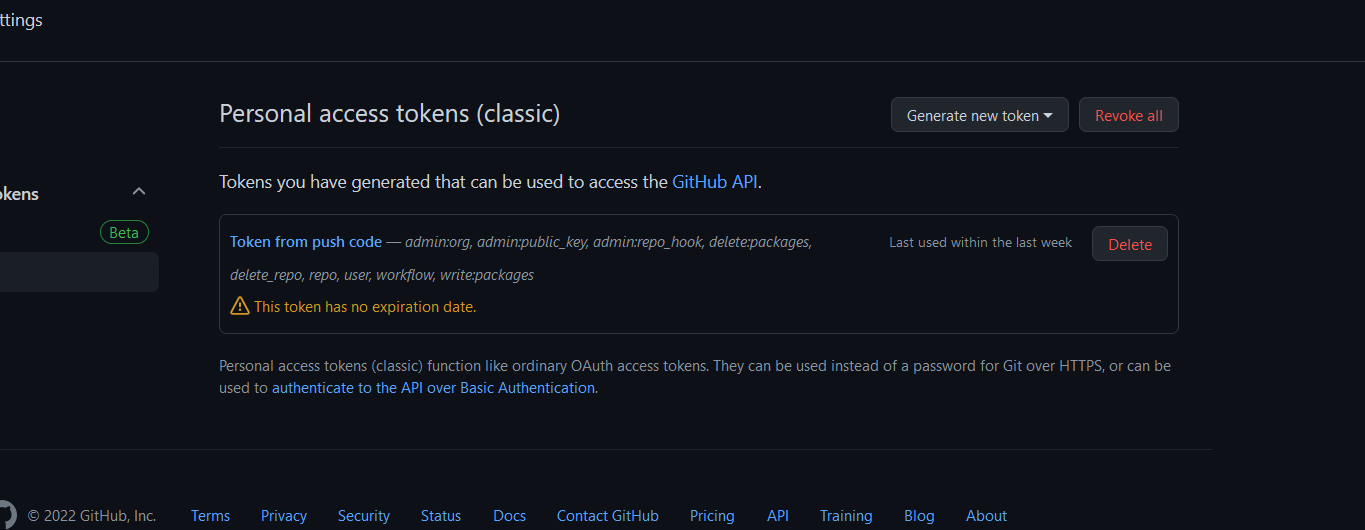 ttings
Personal access tokens (classic)
Generate new token
Revoke all
Tokens you have generated that can be used to access the GitHub API.
okens
Beta
Token from push code — admin:org, admin:public_key, admin:repo_hook, delete:packages,
delete_repo, repo, user, workflow, write:packages
Last used within the last week
Delete
This token has no expiration date.
Personal access tokens (classic) function like ordinary OAuth access tokens. They can be used instead of a password for Git over HTTPS, or can be
used to authenticate to the API over Basic Authentication.
© 2022 GitHub, Inc.
Terms
Privacy
Security
Status
Docs
Contact GitHub
Pricing
API
Training
Blog
About